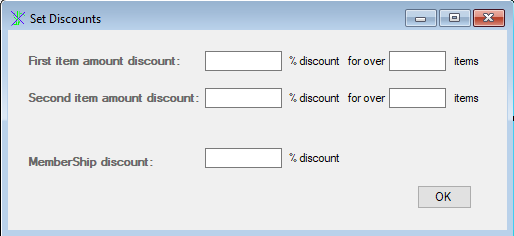 Set Discounts
First item amount discount: % discount for over items
Second item amount discount: % discount for over items
MemberShip discount: % discount
OK